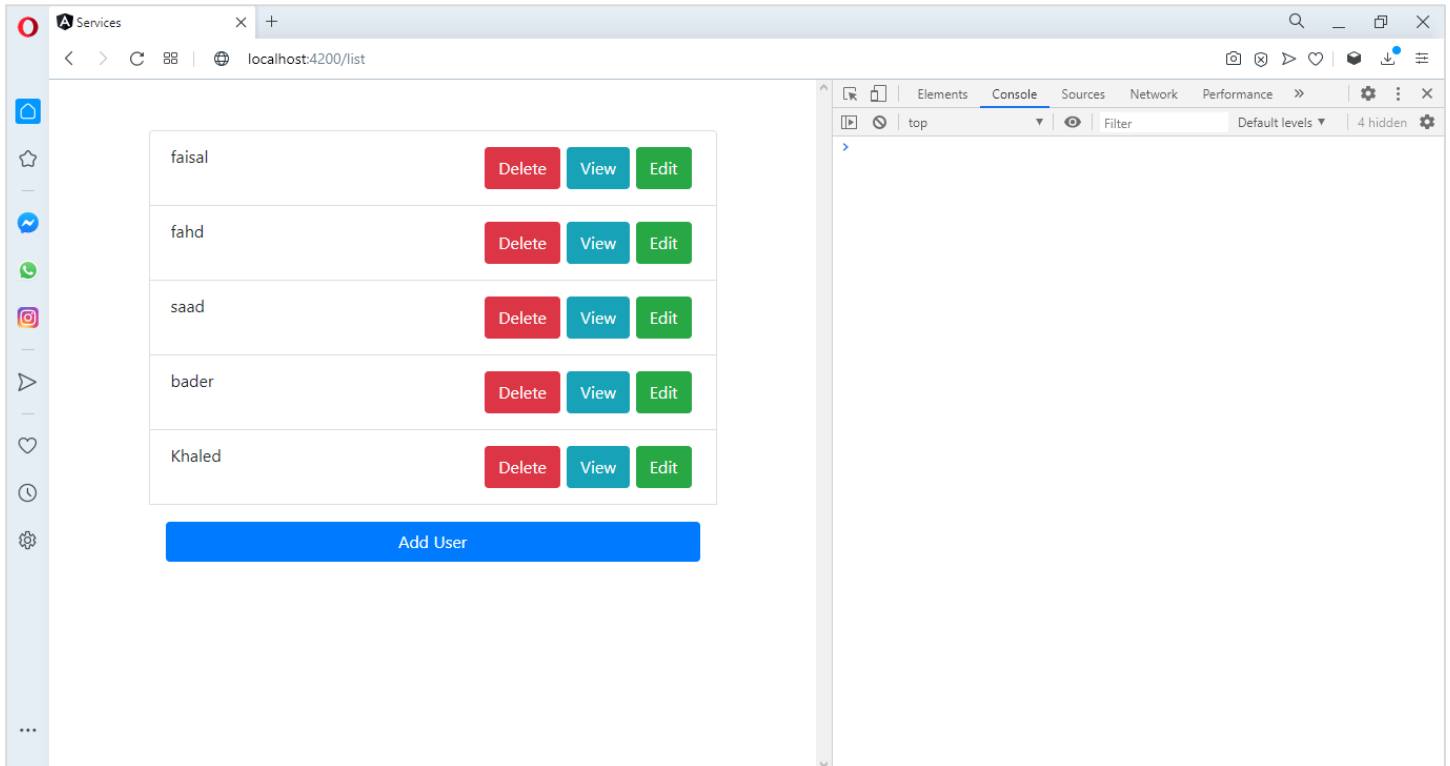 Services
localhost:4200/list
Elements Console Sources Network Performance
top Filter Default levels 4 hidden
faisal Delete View Edit
fahd Delete View Edit
saad Delete View Edit
bader Delete View Edit
Khaled Delete View Edit
Add User